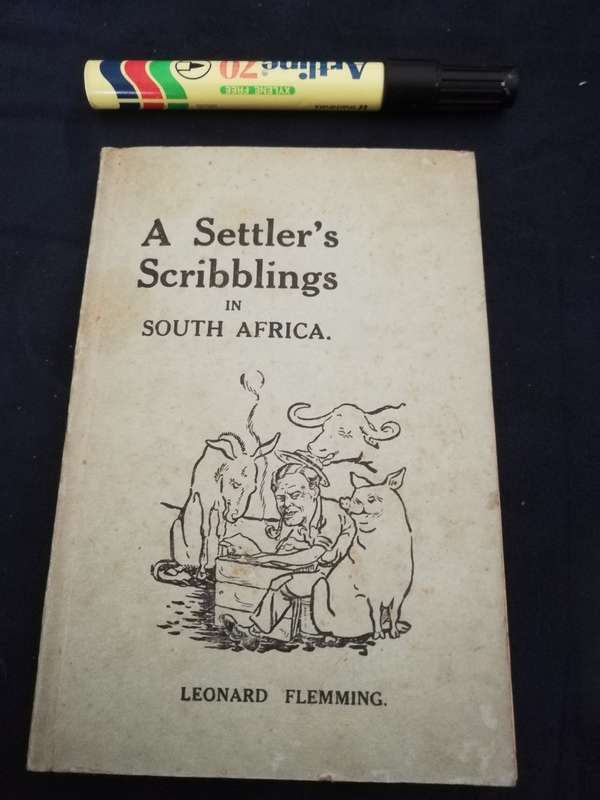 Artline 70
XYLENE FREE
A Settler's
Scribblings
IN
SOUTH AFRICA.
LEONARD FLEMMING.